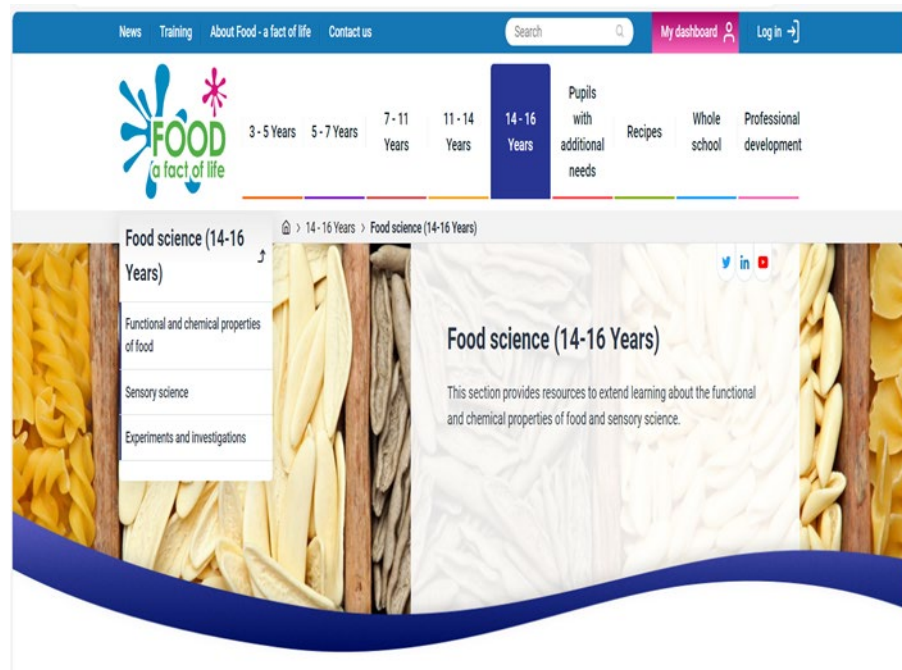 News Training About Food - a fact of life Contact us Search My dashboard Log in
FOOD
a fact of life
3 - 5 Years
5 - 7 Years
7 - 11
Years
11 - 14
Years
14 - 16
Years
Pupils
with
additional
needs
Recipes
Whole
school
Professional
development
Food science (14-16
Years)
Functional and chemical properties
of food
Sensory science
Experiments and investigations
> 14 - 16 Years > Food science (14-16 Years)
in
Food science (14-16 Years)
This section provides resources to extend learning about the functional
and chemical properties of food and sensory science.